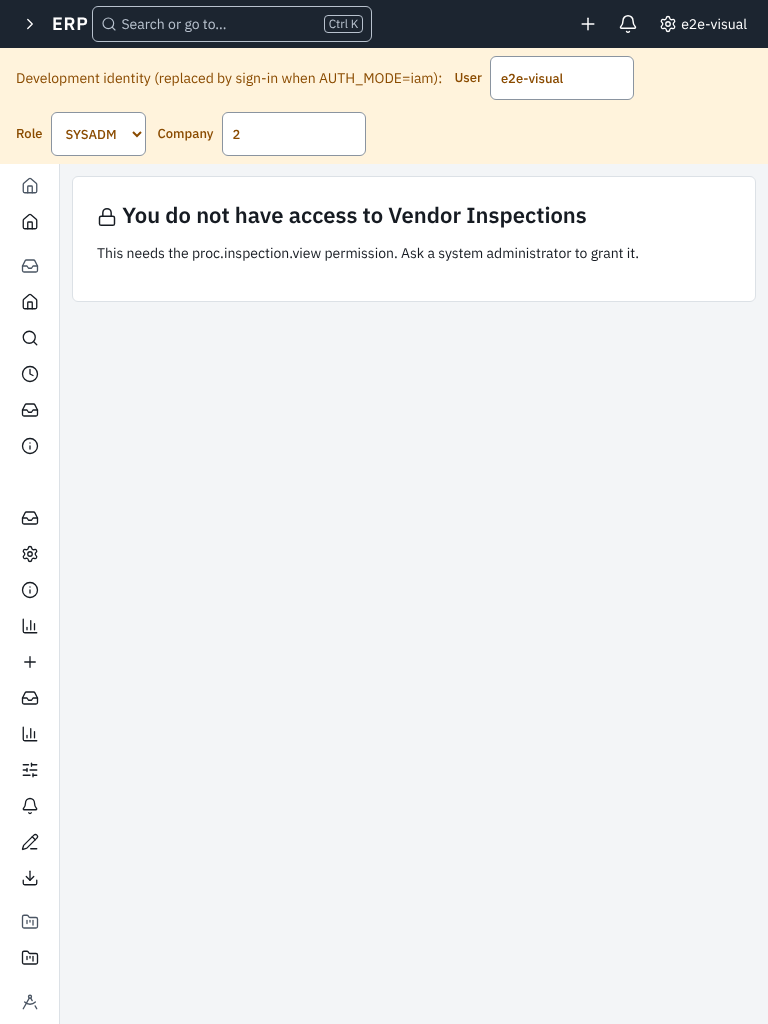 ERP
Search or go to...
Ctrl K
e2e-visual
Development identity (replaced by sign-in when AUTH_MODE=iam):
User
e2e-visual
Role
SYSADM
Company
2
You do not have access to Vendor Inspections
This needs the proc.inspection.view permission. Ask a system administrator to grant it.